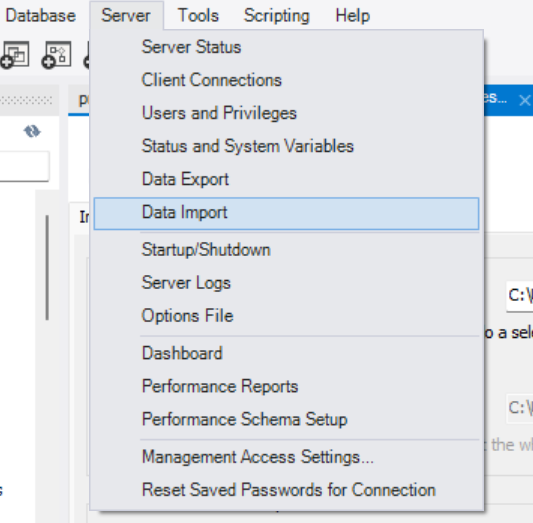 Database Server Tools Scripting Help
Server Status
Client Connections
Users and Privileges
Status and System Variables
Data Export
Data Import
Startup/Shutdown
Server Logs
C:\
Options File
o a sel
Dashboard
Performance Reports
C:\
Performance Schema Setup
t the wh
Management Access Settings...
Reset Saved Passwords for Connection